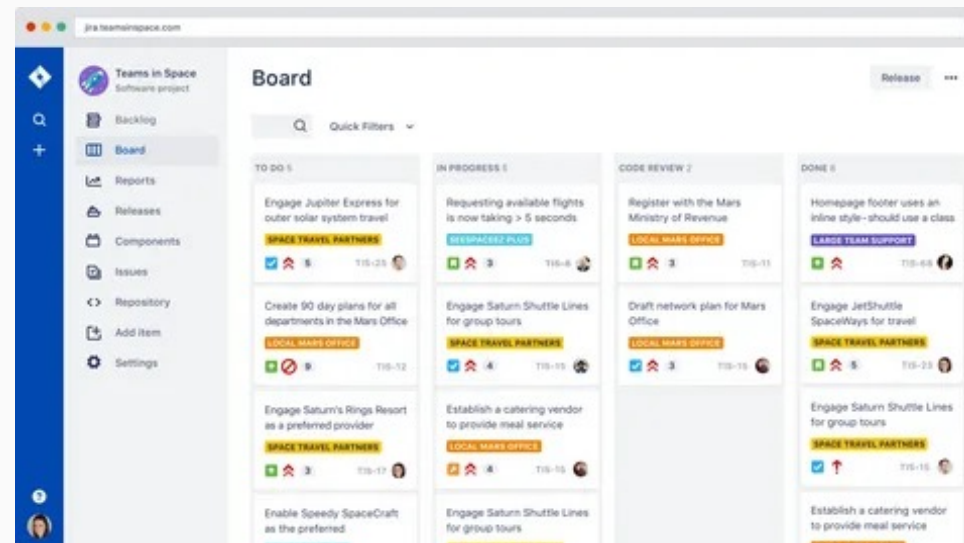 jira.teamsinspace.com
Teams in Space
Software project
Backlog
Board
Reports
Releases
Components
Issues
Repository
Add item
Settings
Board
Release
Quick Filters
TO DO 5
Engage Jupiter Express for
outer solar system travel
SPACE TRAVEL PARTNERS
5
TIS-25
Create 90 day plans for all
departments in the Mars Office
LOCAL MARS OFFICE
9
TIS-12
Engage Saturn's Rings Resort
as a preferred provider
SPACE TRAVEL PARTNERS
3
TIS-17
Enable Speedy SpaceCraft
as the preferred
IN PROGRESS 5
Requesting available flights
is now taking > 5 seconds
SEESPACEEZ PLUS
3
TIS-8
Engage Saturn Shuttle Lines
for group tours
SPACE TRAVEL PARTNERS
4
TIS-15
Establish a catering vendor
to provide meal service
LOCAL MARS OFFICE
4
TIS-15
Engage Saturn Shuttle Lines
for group tours
CODE REVIEW 2
Register with the Mars
Ministry of Revenue
LOCAL MARS OFFICE
3
TIS-11
Draft network plan for Mars
Office
LOCAL MARS OFFICE
3
TIS-15
DONE 8
Homepage footer uses an
inline style–should use a class
LARGE TEAM SUPPORT
TIS-68
Engage JetShuttle
SpaceWays for travel
SPACE TRAVEL PARTNERS
5
TIS-23
Engage Saturn Shuttle Lines
for group tours
SPACE TRAVEL PARTNERS
TIS-15
Establish a catering vendor
to provide meal service